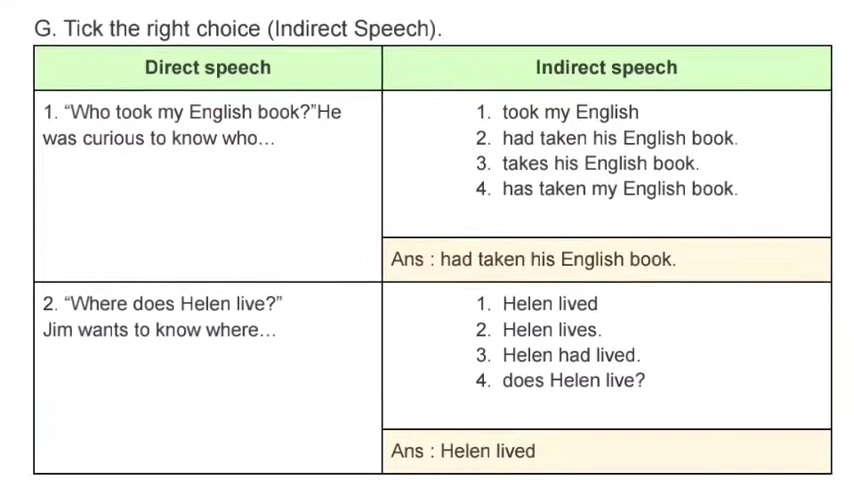 G. Tick the right choice (Indirect Speech).
Direct speech
Indirect speech
1. “Who took my English book?”He
was curious to know who...
1. took my English
2. had taken his English book.
3. takes his English book.
4. has taken my English book.
Ans : had taken his English book.
2. “Where does Helen live?”
Jim wants to know where...
1. Helen lived
2. Helen lives.
3. Helen had lived.
4. does Helen live?
Ans : Helen lived